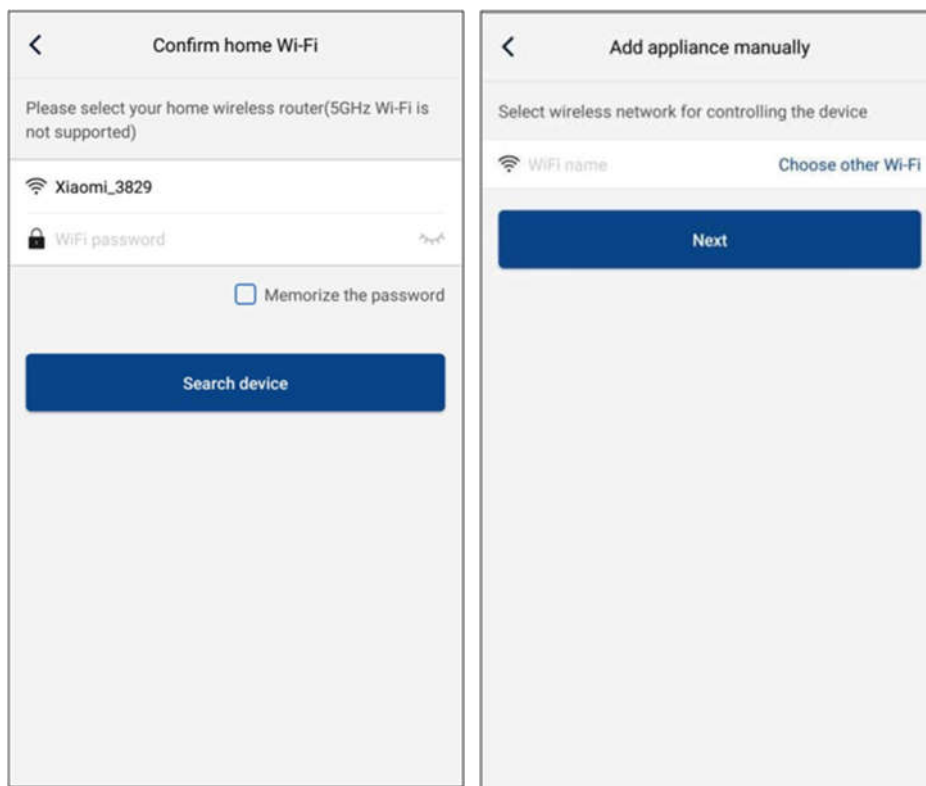 Confirm home Wi-Fi
Please select your home wireless router(5GHz Wi-Fi is
not supported)
Xiaomi_3829
WiFi password
Memorize the password
Search device
Add appliance manually
Select wireless network for controlling the device
WiFi name
Choose other Wi-Fi
Next